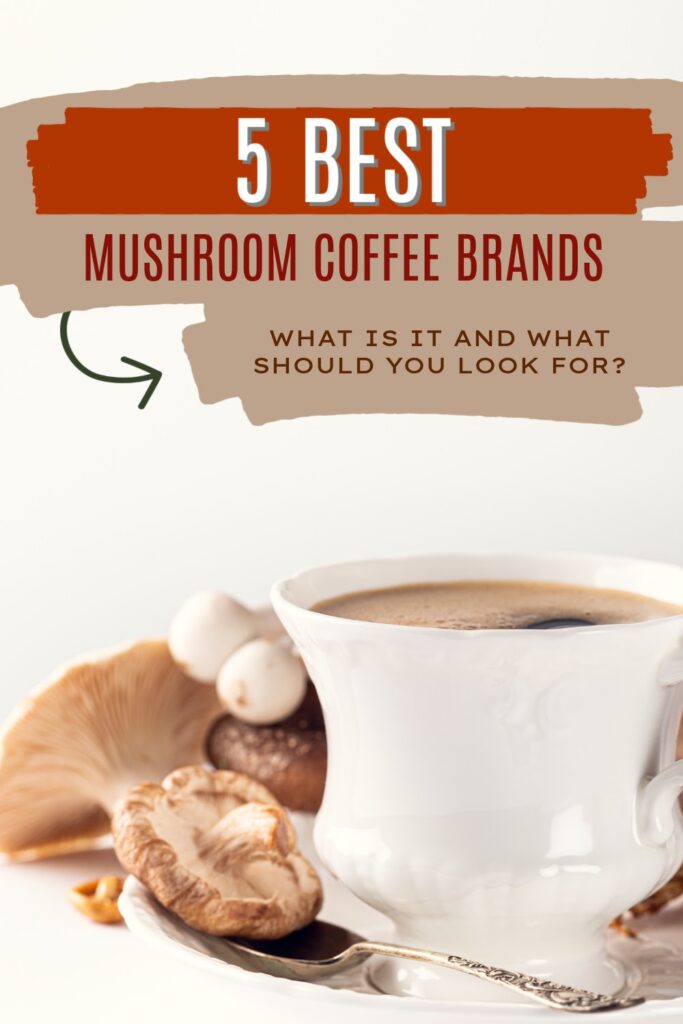 5 BEST
MUSHROOM COFFEE BRANDS
WHAT IS IT AND WHAT
SHOULD YOU LOOK FOR?